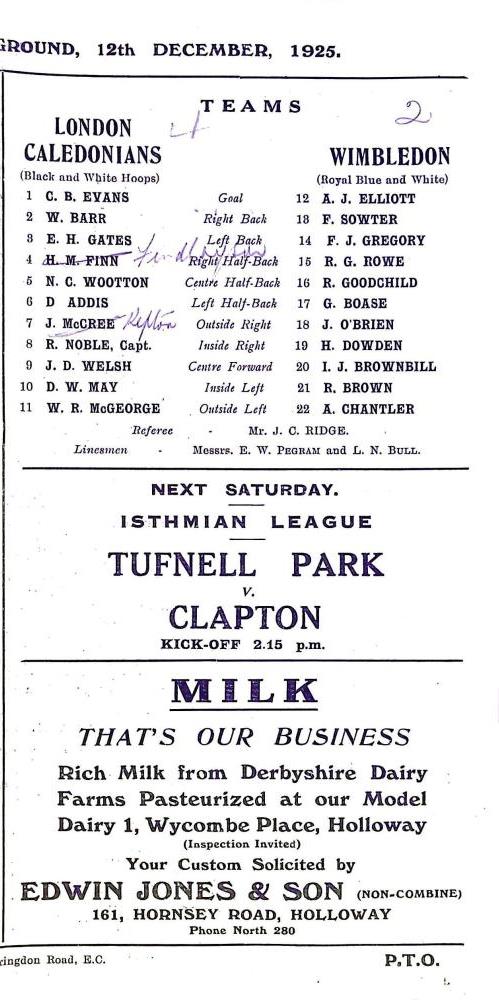 GROUND, 12th DECEMBER, 1925.
TEAMS
2
LONDON CALEDONIANS
(Black and White Hoops)
WIMBLEDON
(Royal Blue and White)
1 C. B. EVANS Goal 12 A. J. ELLIOTT
2 W. BARR Right Back 13 F. SOWTER
3 E. H. GATES Left Back 14 F. J. GREGORY
4 H. M. FINN Right Half-Back 15 R. G. ROWE
5 N. C. WOOTTON Centre Half-Back 16 R. GOODCHILD
6 D ADDIS Left Half-Back 17 G. BOASE
7 J. McCREE Outside Right 18 J. O'BRIEN
8 R. NOBLE, Capt. Inside Right 19 H. DOWDEN
9 J. D. WELSH Centre Forward 20 I. J. BROWNBILL
10 D. W. MAY Inside Left 21 R. BROWN
11 W. R. McGEORGE Outside Left 22 A. CHANTLER
Referee - Mr. J. C. RIDGE.
Linesmen - Messrs. E. W. PEGRAM and L. N. BULL.
NEXT SATURDAY.
ISTHMIAN LEAGUE
TUFNELL PARK
V.
CLAPTON
KICK-OFF 2.15 p.m.
MILK
THAT'S OUR BUSINESS
Rich Milk from Derbyshire Dairy
Farms Pasteurized at our Model
Dairy 1, Wycombe Place, Holloway
(Inspection Invited)
Your Custom Solicited by
EDWIN JONES & SON (NON-COMBINE)
161, HORNSEY ROAD, HOLLOWAY
Phone North 280
ringdon Road, E.C. P.T.O.